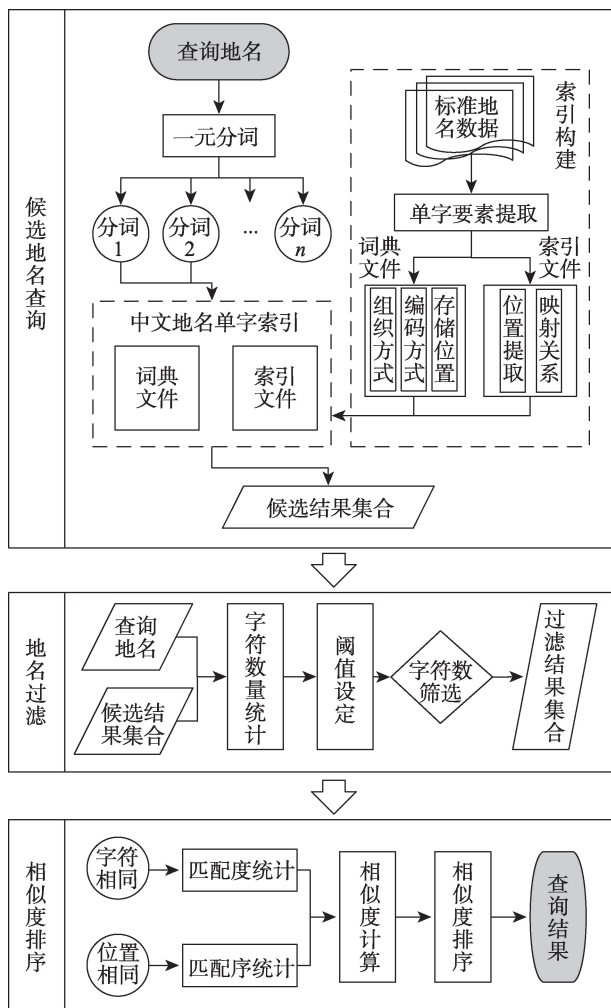 候选地名查询
查询地名
一元分词
分词
1
分词
2
...
分词
n
中文地名单字索引
词典
文件
索引
文件
候选结果集合
索引构建
标准地
名数据
单字要素提取
词典
文件
组织方式
编码方式
存储位置
索引
文件
位置提取
映射关系
地名过滤
查询
地名
候选结
果集合
字符数量统计
阈值设定
字符数
筛选
过滤结果集合
相似度排序
字符
相同
匹配度统计
位置
相同
匹配序统计
相似度计算
相似度排序
查询结果